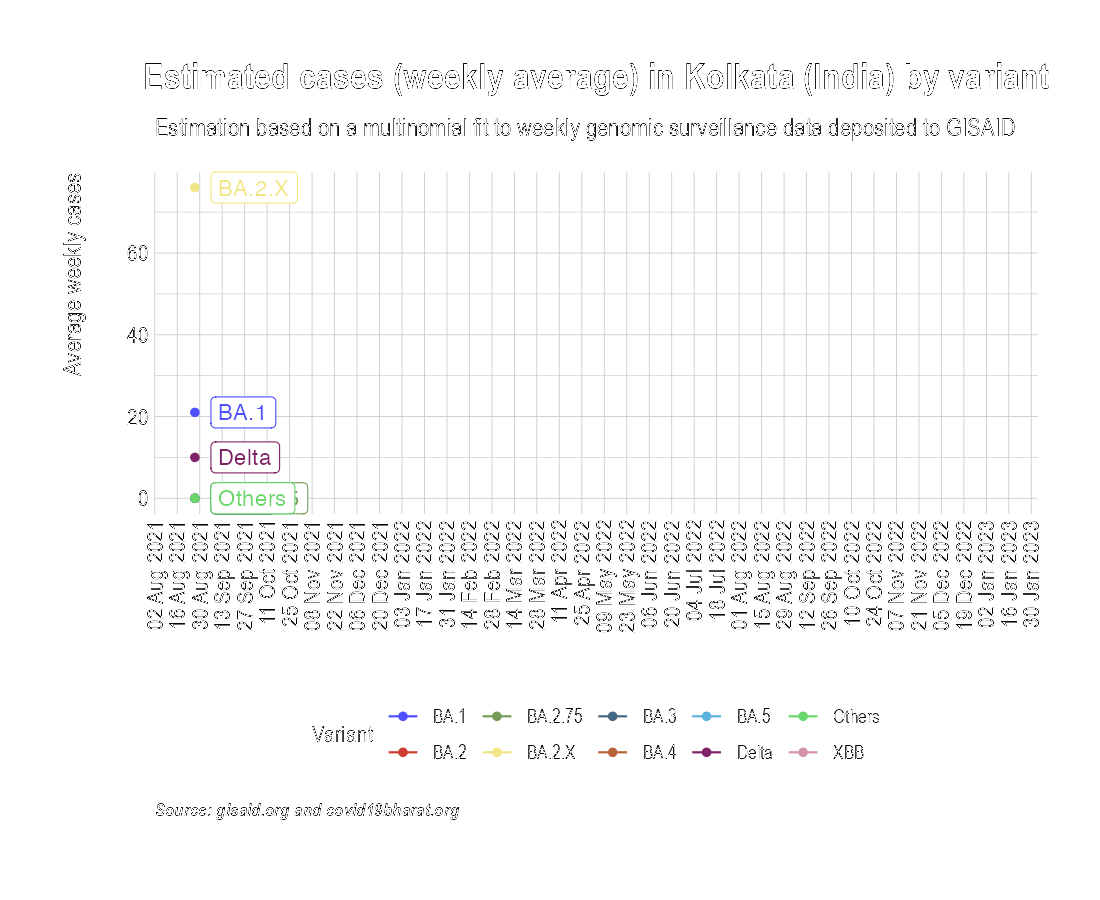 Estimated cases (weekly average) in Kolkata (India) by variant
Estimation based on a multinomial fit to weekly genomic surveillance data deposited to GISAID
Average weekly cases
60
40
20
0
BA.2.X
BA.1
Delta
Others
02 Aug 2021
16 Aug 2021
30 Aug 2021
13 Sep 2021
27 Sep 2021
11 Oct 2021
25 Oct 2021
08 Nov 2021
22 Nov 2021
06 Dec 2021
20 Dec 2021
03 Jan 2022
17 Jan 2022
31 Jan 2022
14 Feb 2022
28 Feb 2022
14 Mar 2022
28 Mar 2022
11 Apr 2022
25 Apr 2022
09 May 2022
23 May 2022
06 Jun 2022
20 Jun 2022
04 Jul 2022
18 Jul 2022
01 Aug 2022
15 Aug 2022
29 Aug 2022
12 Sep 2022
26 Sep 2022
10 Oct 2022
24 Oct 2022
07 Nov 2022
21 Nov 2022
05 Dec 2022
19 Dec 2022
02 Jan 2023
16 Jan 2023
30 Jan 2023
Variant
BA.1 BA.2.75 BA.3 BA.5 Others
BA.2 BA.2.X BA.4 Delta XBB
Source: gisaid.org and covid19bharat.org